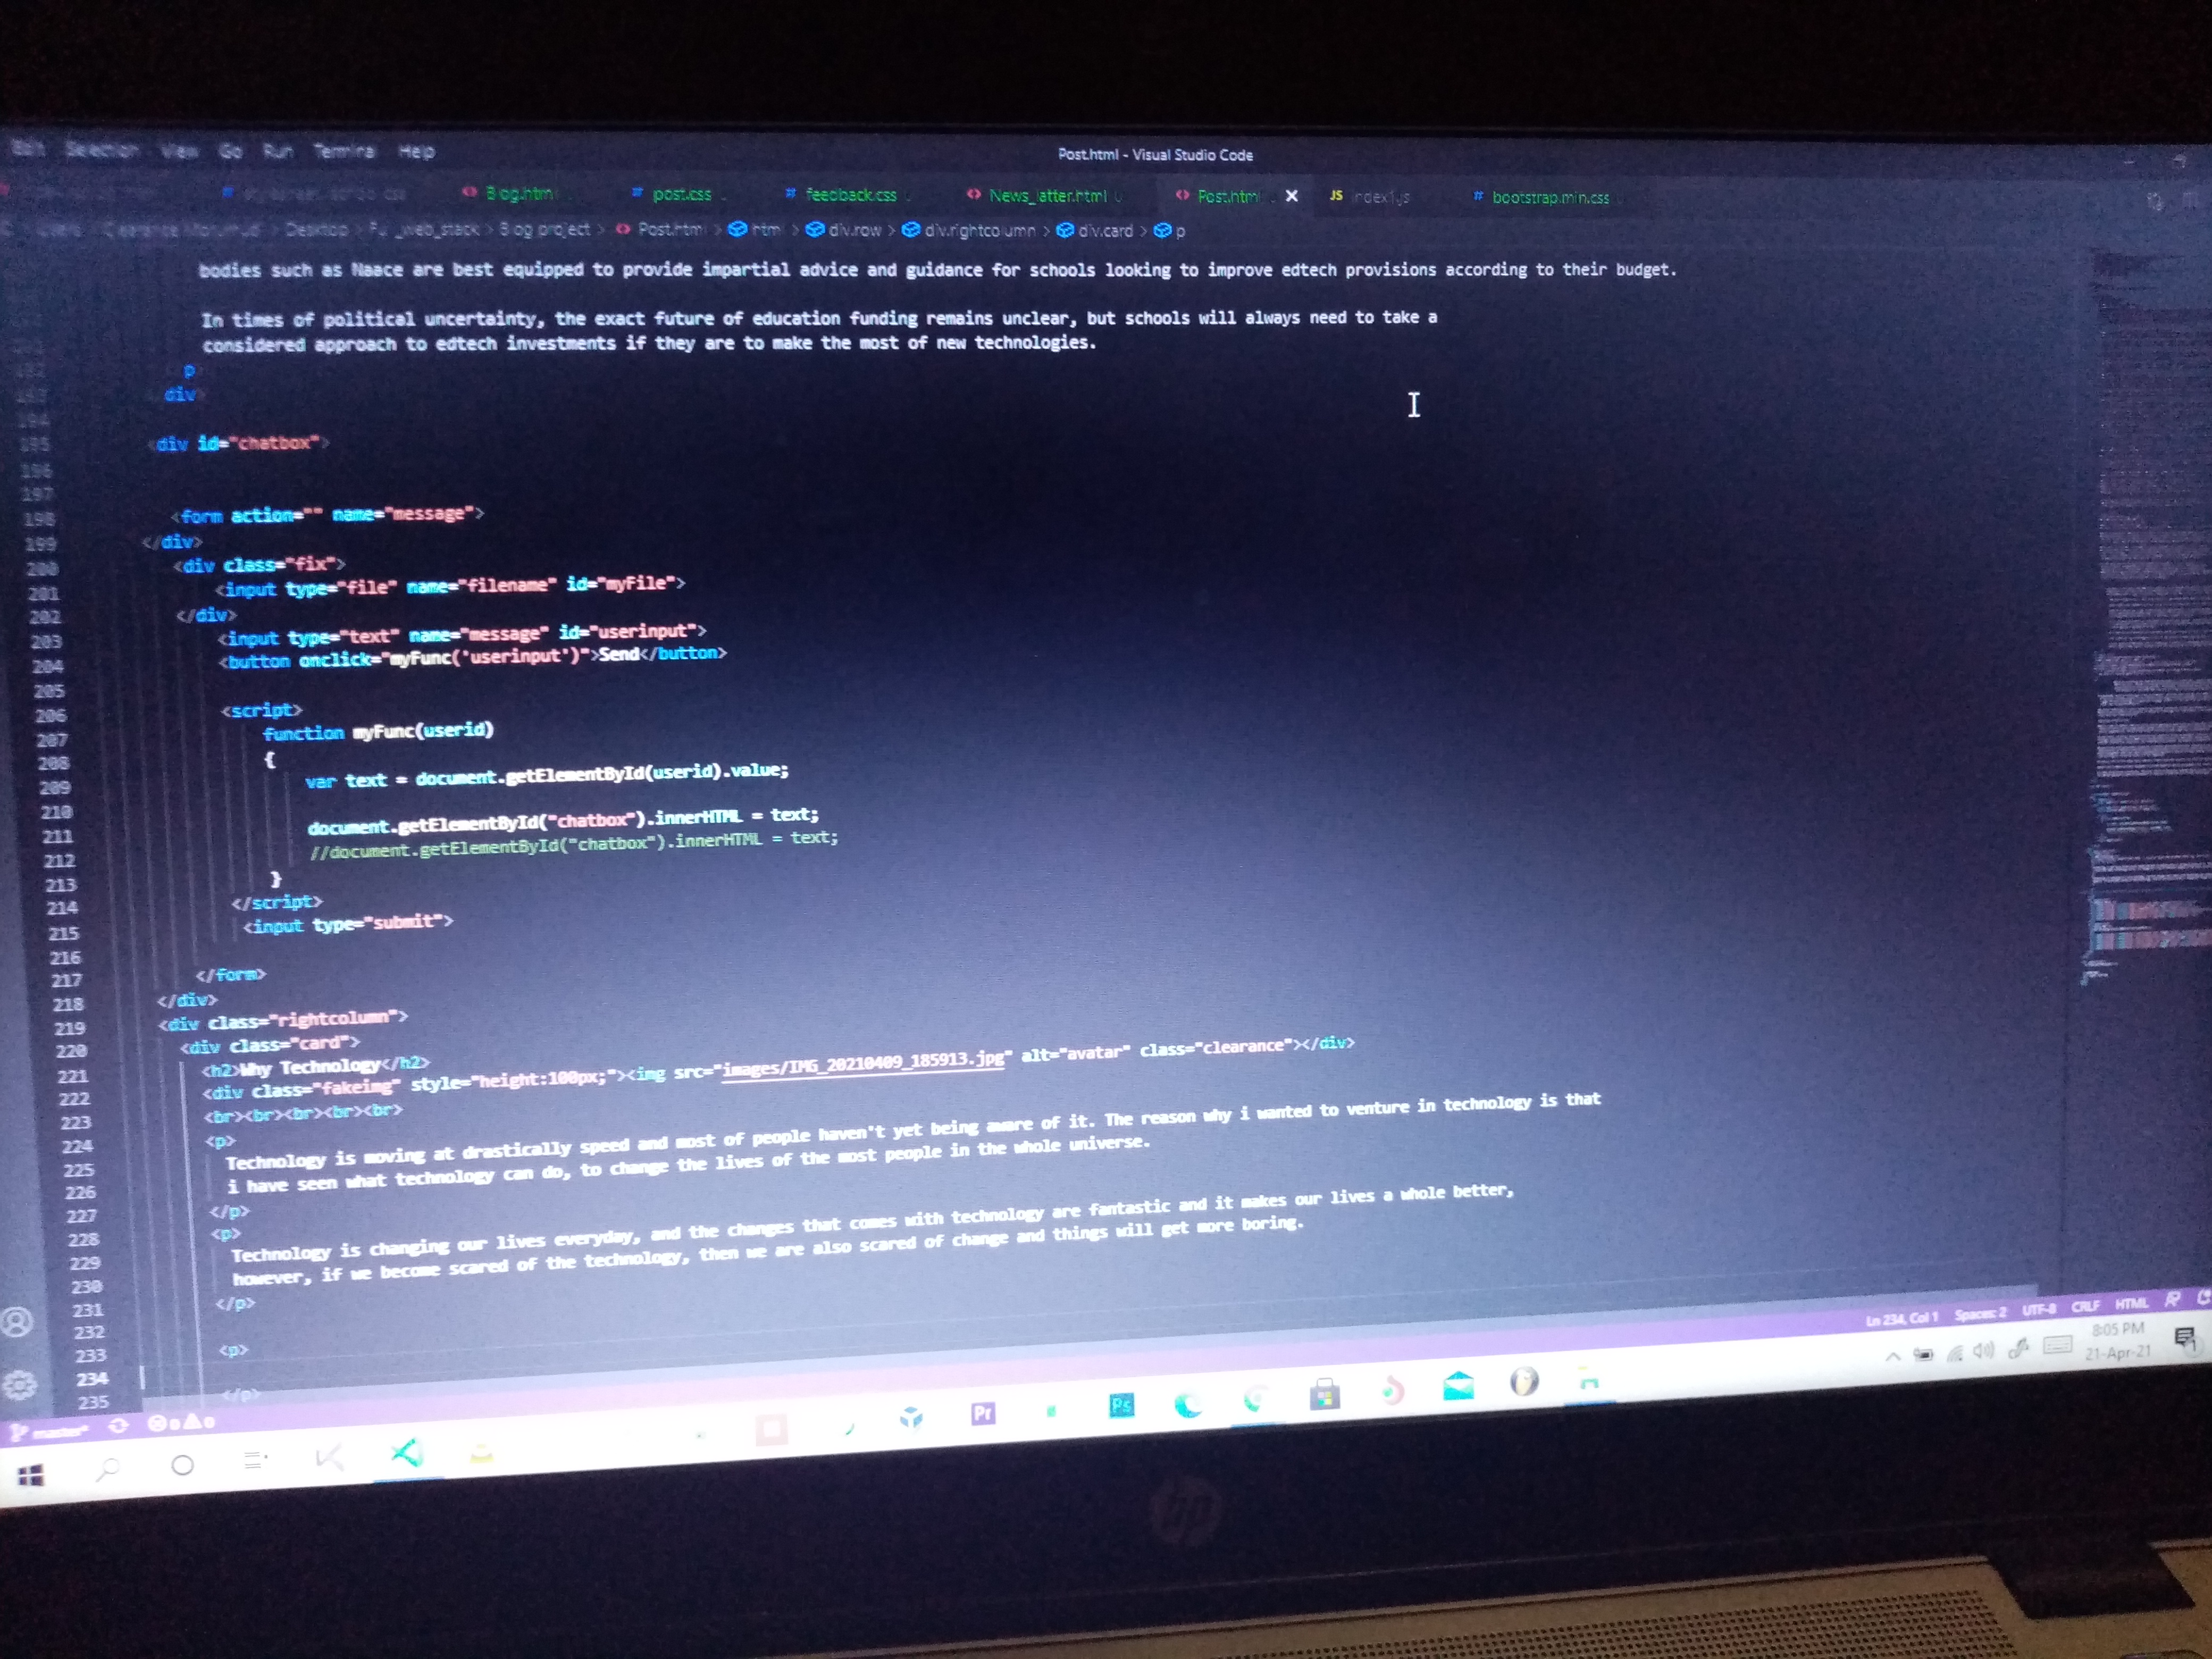 Edit Selection View Go Run Terminal Help
Post.html - Visual Studio Code
Blog.html
post.css
feedback.css
News_latter.html U
Post.html
JS index1.js
bootstrap.min.css
Desktop > Full_web_stack > Blog project > Post.html > html > div.row > div.rightcolumn > div.card > p
bodies such as Naace are best equipped to provide impartial advice and guidance for schools looking to improve edtech provisions according to their budget.
In times of political uncertainty, the exact future of education funding remains unclear, but schools will always need to take a
considered approach to edtech investments if they are to make the most of new technologies.
192 p
193 div
194
195 <div id="chatbox">
196
197
198 <form action="" name="message">
199 </div>
200 <div class="fix">
201 <input type="file" name="filename" id="myFile">
202 </div>
203 <input type="text" name="message" id="userinput">
204 <button onclick="myFunc('userinput')">Send</button>
205
206 <script>
207 function myFunc(userid)
208 {
209 var text = document.getElementById(userid).value;
210
211 document.getElementById("chatbox").innerHTML = text;
212 //document.getElementById("chatbox").innerHTML = text;
213 }
214 </script>
215 <input type="submit">
216
217 </form>
218 </div>
219 <div class="rightcolumn">
220 <div class="card">
221 <h2>Why Technology</h2>
222 <div class="fakeimg" style="height:100px;"><img src="images/IMG_20210409_185913.jpg" alt="avatar" class="clearance"></div>
223 <br><br><br><br><br>
224 <p>
225 Technology is moving at drastically speed and most of people haven't yet being aware of it. The reason why i wanted to venture in technology is that
226 i have seen what technology can do, to change the lives of the most people in the whole universe.
227 </p>
228 <p>
229 Technology is changing our lives everyday, and the changes that comes with technology are fantastic and it makes our lives a whole better,
230 however, if we become scared of the technology, then we are also scared of change and things will get more boring.
231 </p>
232
233 <p>
234
235 </p>
master* 0 0
Ln 234, Col 1 Spaces: 2 UTF-8 CRLF HTML
Pr
Ps
8:05 PM
21-Apr-21
1
hp